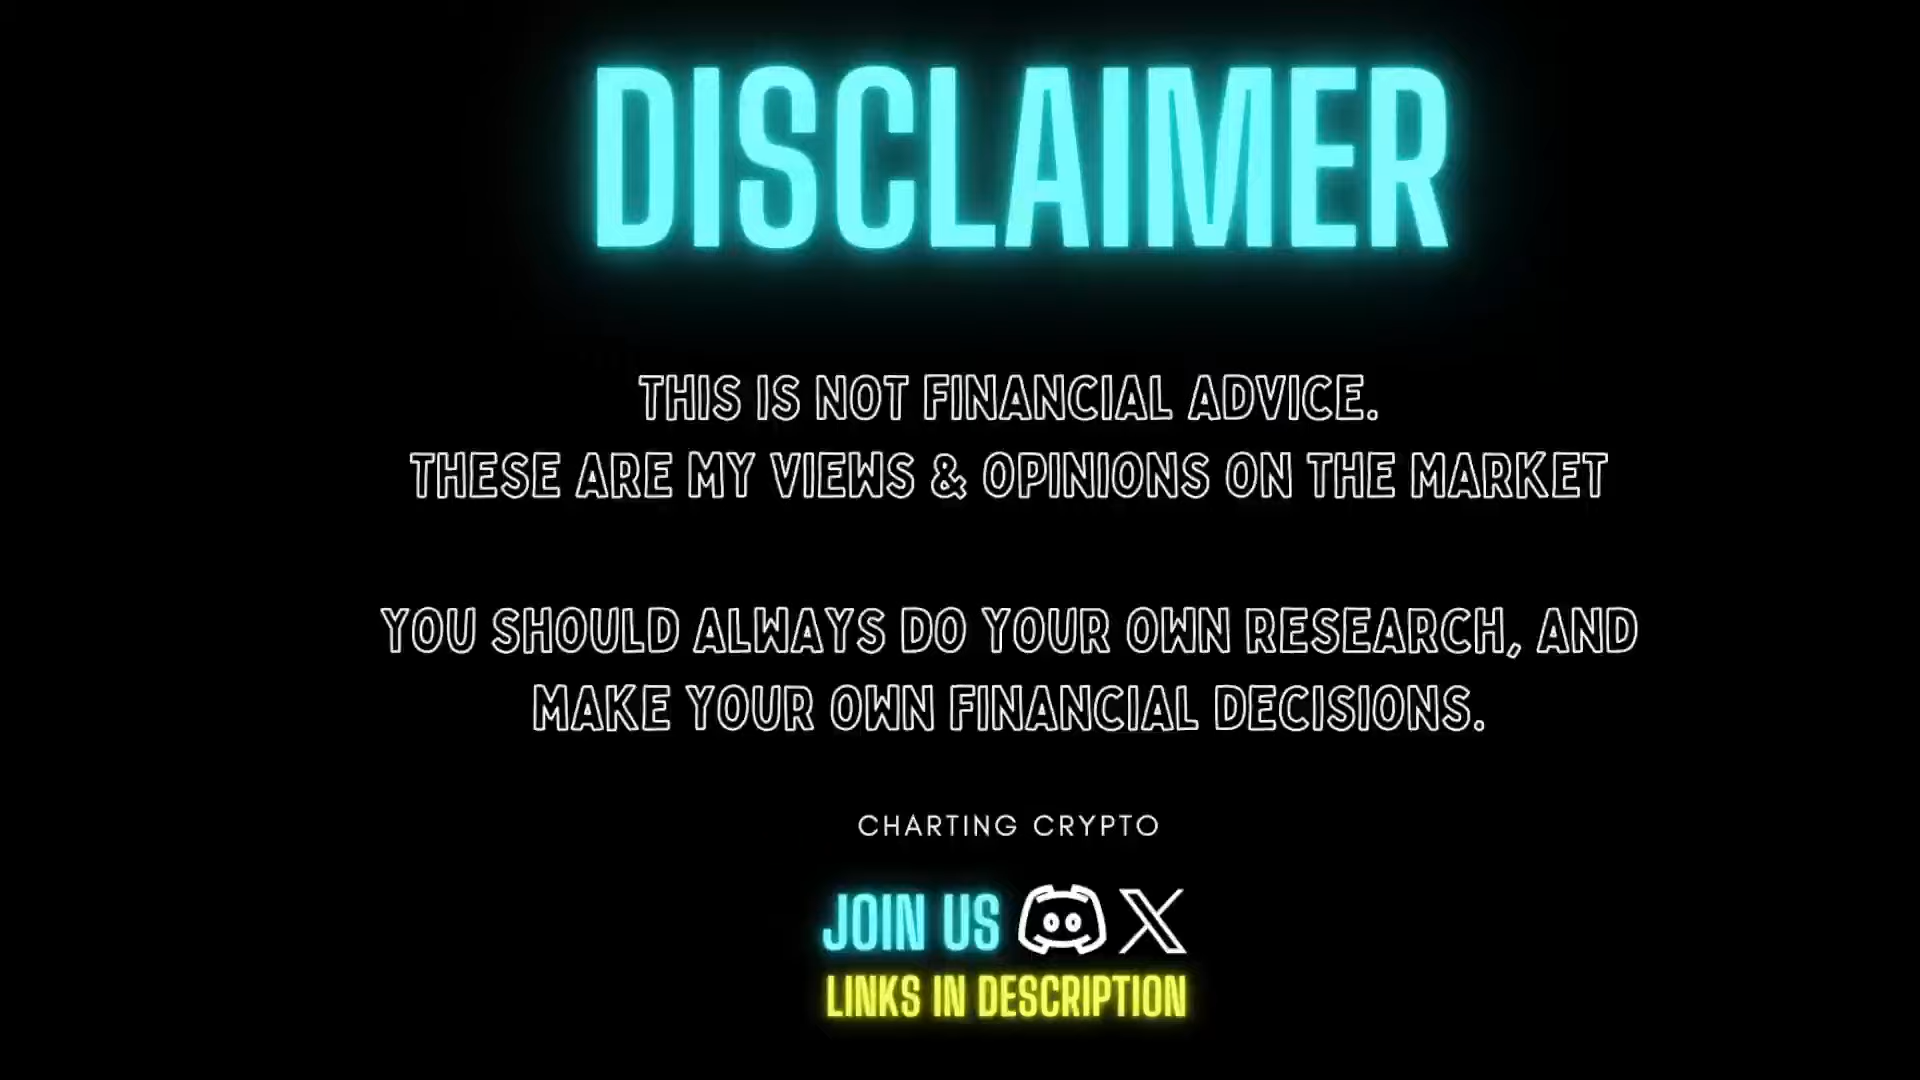 DISCLAIMER
THIS IS NOT FINANCIAL ADVICE.
THESE ARE MY VIEWS & OPINIONS ON THE MARKET
YOU SHOULD ALWAYS DO YOUR OWN RESEARCH, AND
MAKE YOUR OWN FINANCIAL DECISIONS.
CHARTING CRYPTO
JOIN US X
LINKS IN DESCRIPTION